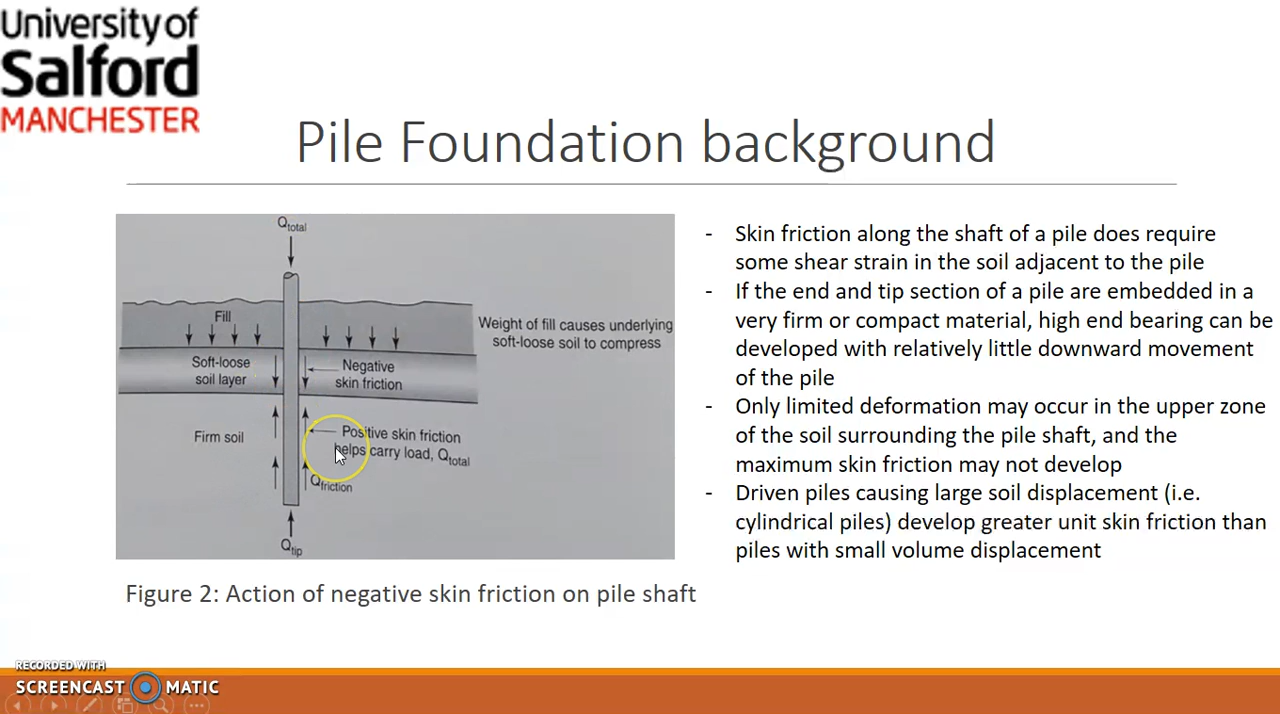 University of
Salford
MANCHESTER
Pile Foundation background
Qtotal
Fill
Weight of fill causes underlying
soft-loose soil to compress
Soft-loose
soil layer
Negative
skin friction
Firm soil
Positive skin friction
helps carry load, Qtotal
Qfriction
Qtip
Figure 2: Action of negative skin friction on pile shaft
- Skin friction along the shaft of a pile does require
some shear strain in the soil adjacent to the pile
- If the end and tip section of a pile are embedded in a
very firm or compact material, high end bearing can be
developed with relatively little downward movement
of the pile
- Only limited deformation may occur in the upper zone
of the soil surrounding the pile shaft, and the
maximum skin friction may not develop
- Driven piles causing large soil displacement (i.e.
cylindrical piles) develop greater unit skin friction than
piles with small volume displacement
RECORDED WITH
SCREENCAST MATIC